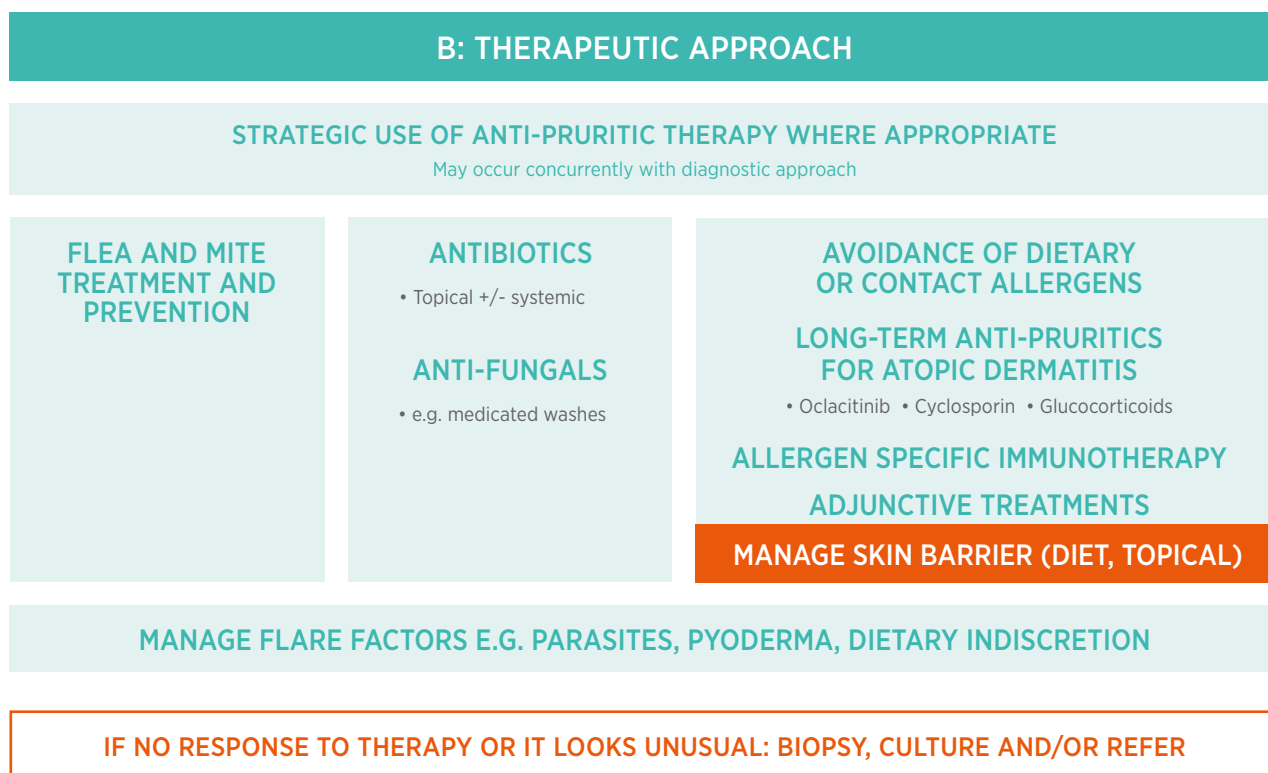 B: THERAPEUTIC APPROACH
STRATEGIC USE OF ANTI-PRURITIC THERAPY WHERE APPROPRIATE
May occur concurrently with diagnostic approach
FLEA AND MITE
TREATMENT AND
PREVENTION
ANTIBIOTICS
• Topical +/- systemic
ANTI-FUNGALS
• e.g. medicated washes
AVOIDANCE OF DIETARY
OR CONTACT ALLERGENS
LONG-TERM ANTI-PRURITICS
FOR ATOPIC DERMATITIS
• Oclacitinib • Cyclosporin • Glucocorticoids
ALLERGEN SPECIFIC IMMUNOTHERAPY
ADJUNCTIVE TREATMENTS
MANAGE SKIN BARRIER (DIET, TOPICAL)
MANAGE FLARE FACTORS E.G. PARASITES, PYODERMA, DIETARY INDISCRETION
IF NO RESPONSE TO THERAPY OR IT LOOKS UNUSUAL: BIOPSY, CULTURE AND/OR REFER